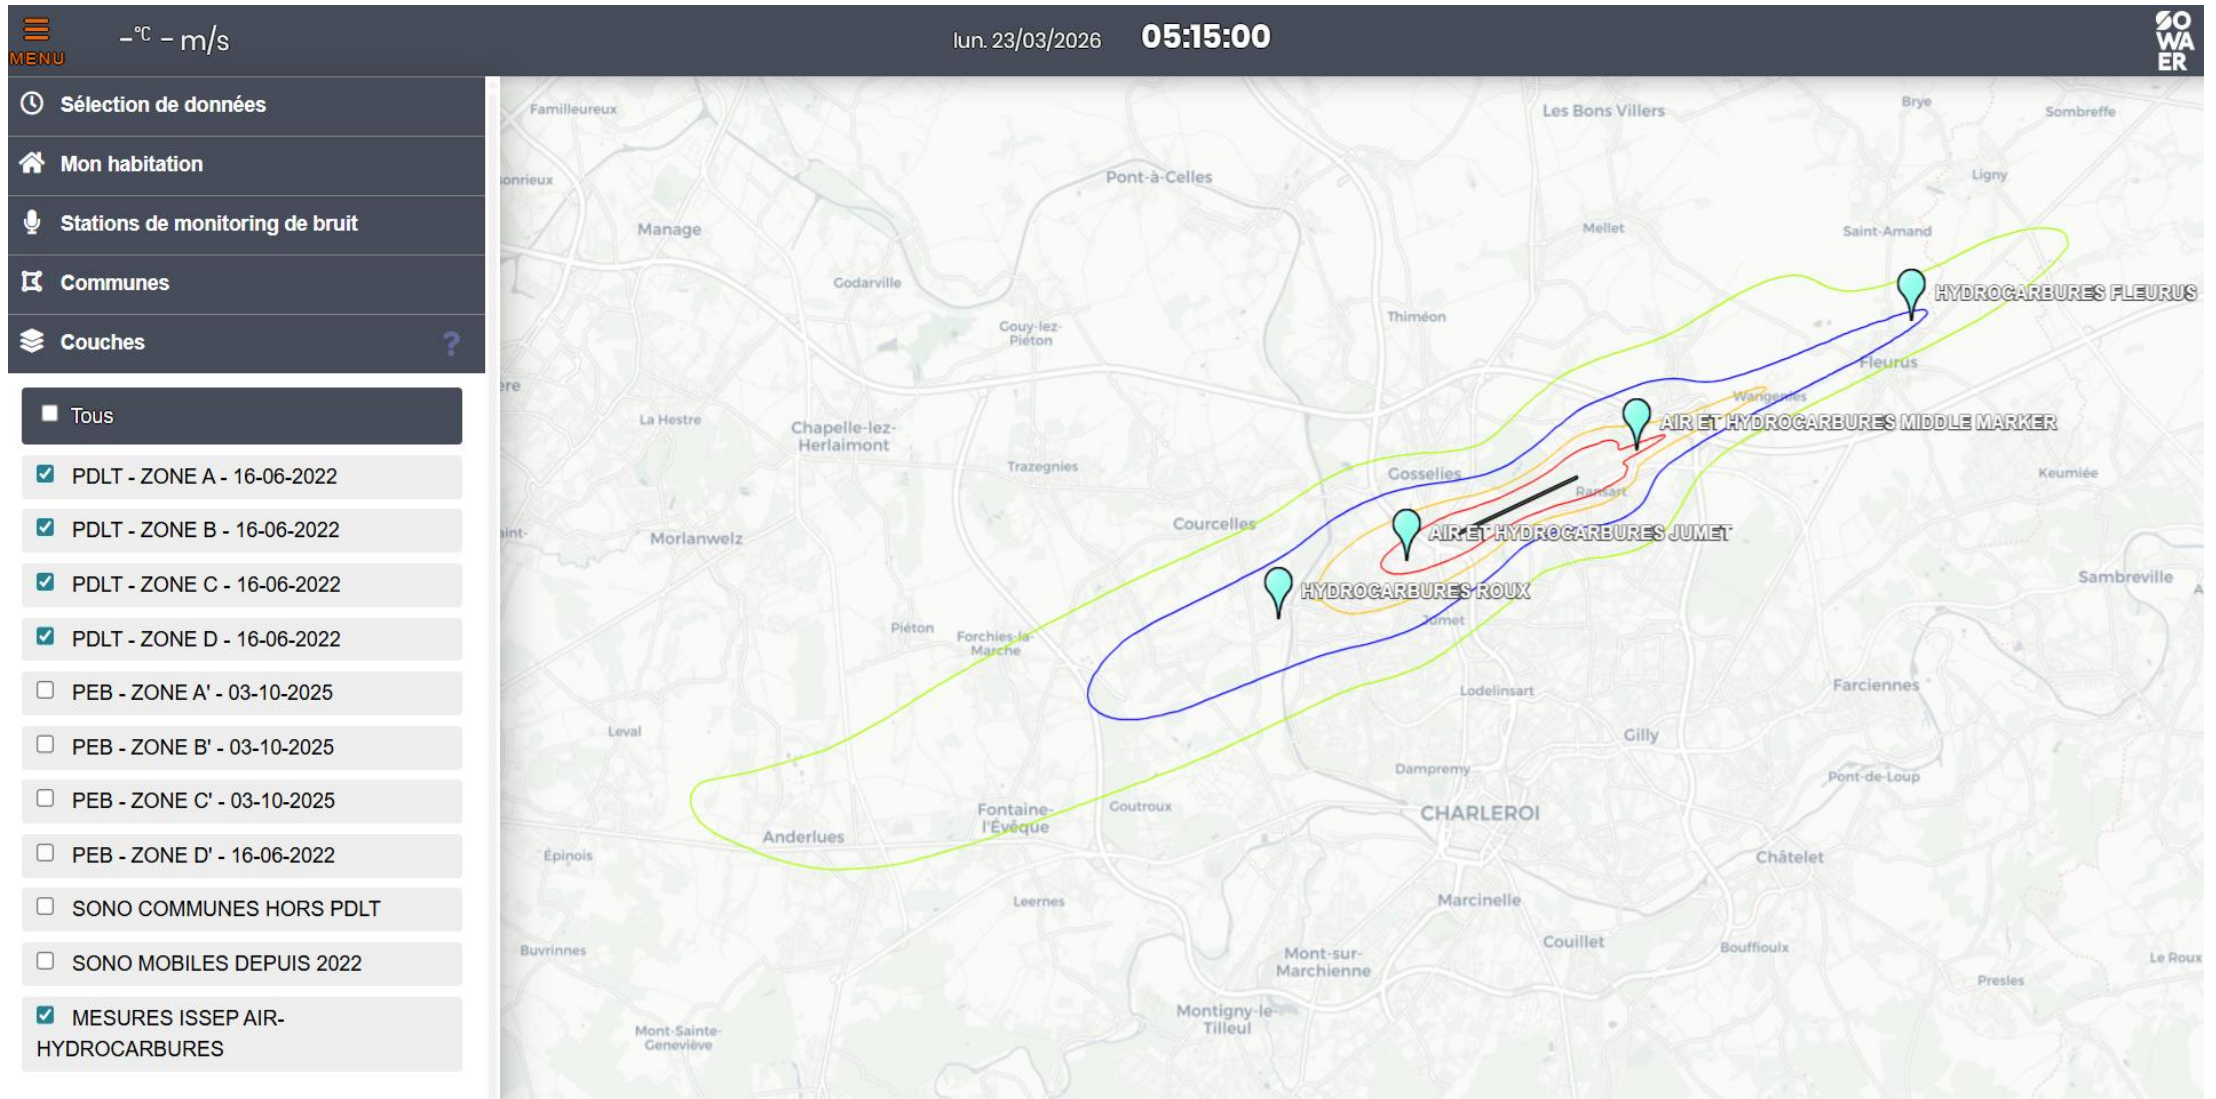 MENU
–°C – m/s
lun. 23/03/2026 05:15:00
SO
WA
ER
Sélection de données
Mon habitation
Stations de monitoring de bruit
Communes
Couches ?
Tous
PDLT - ZONE A - 16-06-2022
PDLT - ZONE B - 16-06-2022
PDLT - ZONE C - 16-06-2022
PDLT - ZONE D - 16-06-2022
PEB - ZONE A' - 03-10-2025
PEB - ZONE B' - 03-10-2025
PEB - ZONE C' - 03-10-2025
PEB - ZONE D' - 16-06-2022
SONO COMMUNES HORS PDLT
SONO MOBILES DEPUIS 2022
MESURES ISSEP AIR-
HYDROCARBURES
Familleureux
Les Bons Villers
Brye
Sombreffe
onrieux
Pont-à-Celles
Ligny
Manage
Mellet
Saint-Amand
Godarville
HYDROCARBURES FLEURUS
Gouy-lez-
Piéton
Thiméon
Fleurus
ère
La Hestre
Chapelle-lez-
Herlaimont
Wangenies
AIR ET HYDROCARBURES MIDDLE MARKER
Trazegnies
Gosselies
Keumiée
Ransart
Courcelles
aint-
Morlanwelz
AIR ET HYDROCARBURES JUMET
Sambreville
A
HYDROCARBURES ROUX
Jumet
Piéton
Forchies-la-
Marche
Lodelinsart
Farciennes
Leval
Gilly
Dampremy
Pont-de-Loup
Fontaine-
l'Évêque
Goutroux
CHARLEROI
Anderlues
Épinois
Châtelet
Leernes
Marcinelle
Buvrinnes
Mont-sur-
Marchienne
Couillet
Bouffioulx
Le Roux
Presles
Montigny-le-
Tilleul
Mont-Sainte-
Geneviève